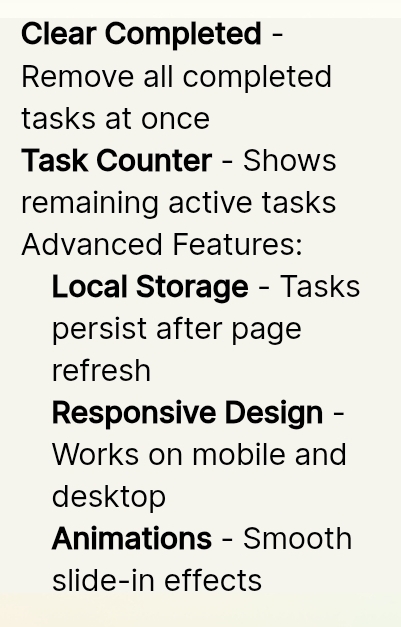 Clear Completed -
Remove all completed
tasks at once
Task Counter - Shows
remaining active tasks
Advanced Features:
Local Storage - Tasks
persist after page
refresh
Responsive Design -
Works on mobile and
desktop
Animations - Smooth
slide-in effects